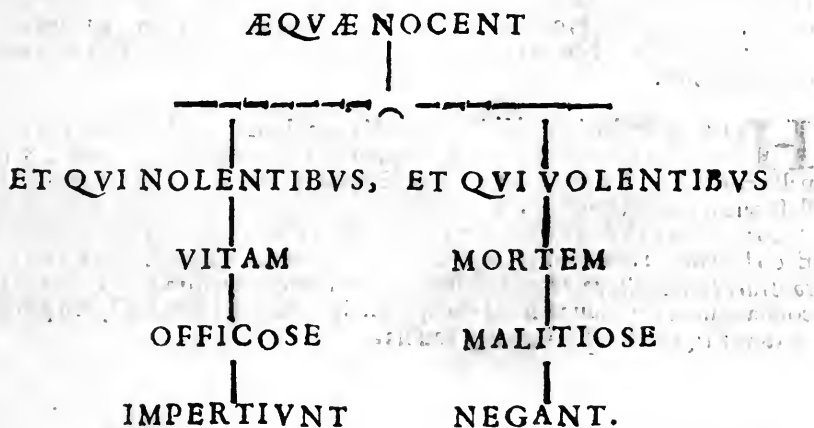 ÆQVÆ NOCENT
ET QVI NOLENTIBVS, ET QVI VOLENTIBVS
VITAM MORTEM
OFFICOSE MALITIOSE
IMPERTIVNT NEGANT.